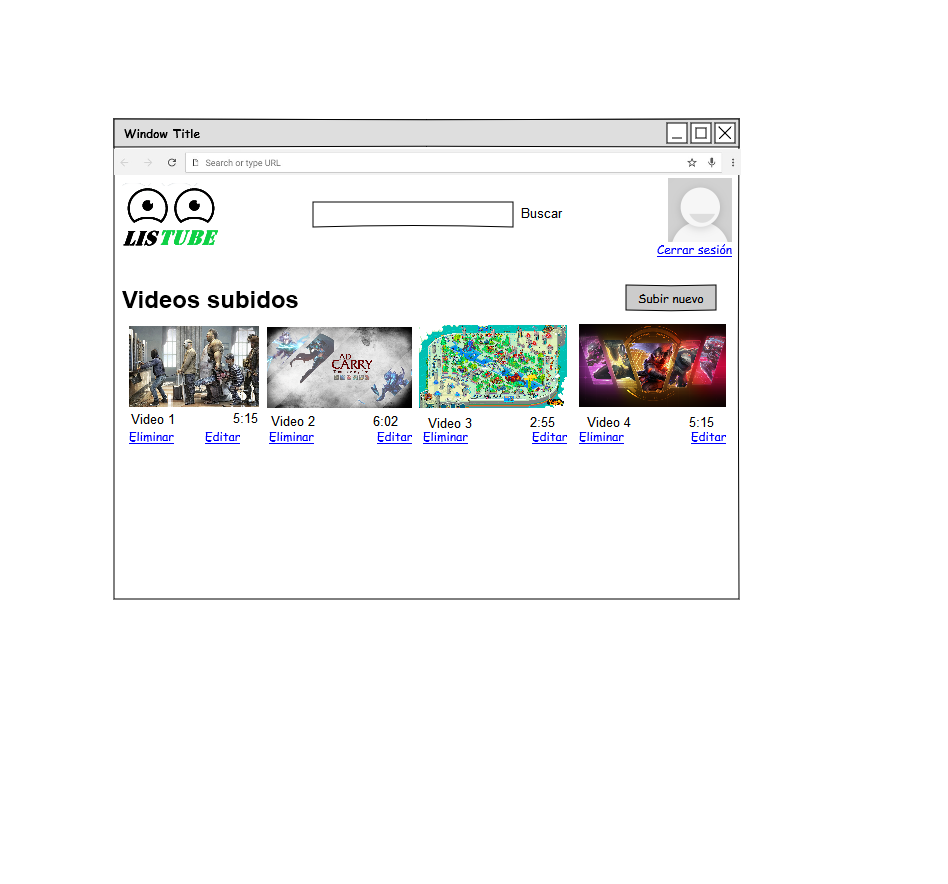 Window Title
Search or type URL
LISTUBE
Buscar
Cerrar sesión
Videos subidos
Subir nuevo
AD
CARRY
Video 1 5:15
Video 2 6:02
Video 3 2:55
Video 4 5:15
Eliminar Editar
Eliminar Editar
Eliminar Editar
Eliminar Editar